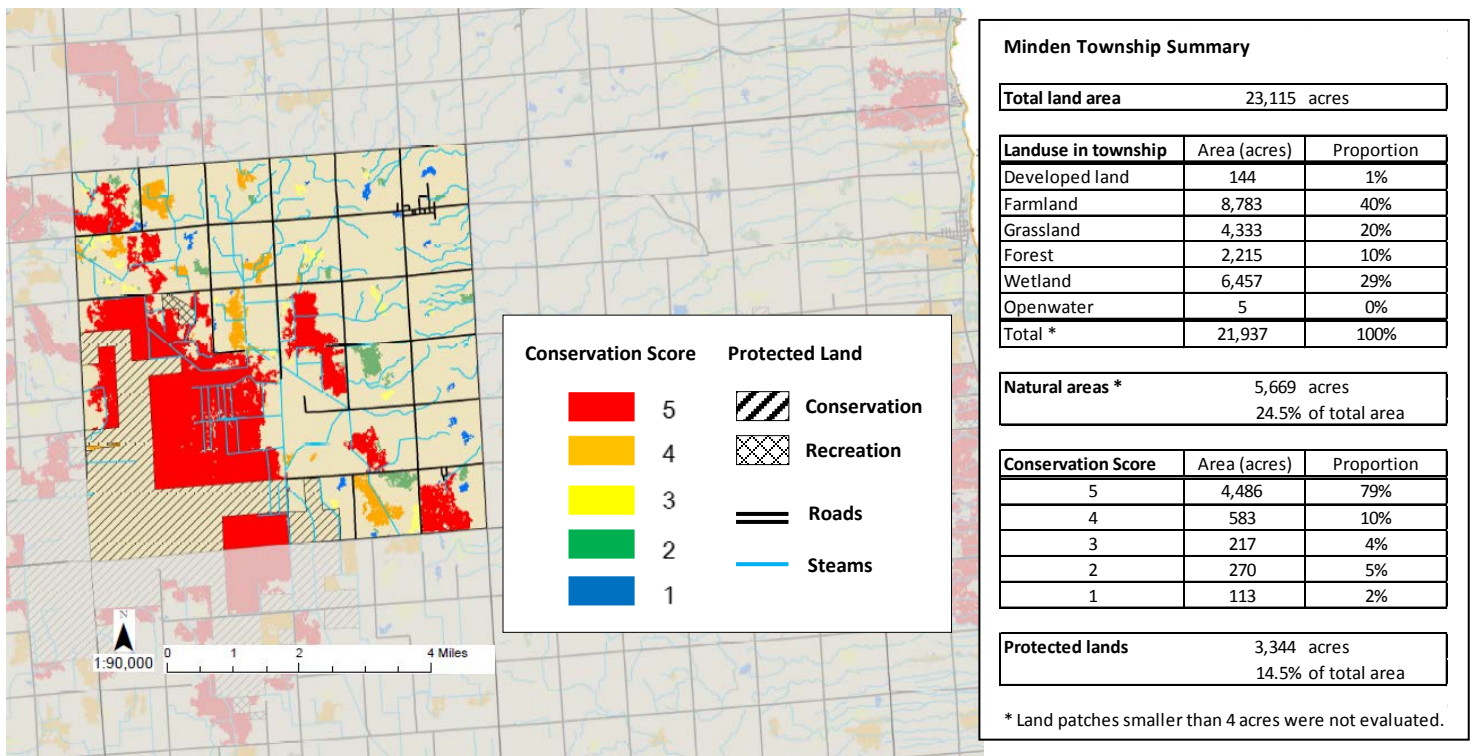 N
1:90,000
0 1 2 4 Miles
Conservation Score Protected Land
5 Conservation
4 Recreation
3 Roads
2 Steams
1
Minden Township Summary
Total land area 23,115 acres
Landuse in township Area (acres) Proportion
Developed land 144 1%
Farmland 8,783 40%
Grassland 4,333 20%
Forest 2,215 10%
Wetland 6,457 29%
Openwater 5 0%
Total * 21,937 100%
Natural areas * 5,669 acres
24.5% of total area
Conservation Score Area (acres) Proportion
5 4,486 79%
4 583 10%
3 217 4%
2 270 5%
1 113 2%
Protected lands 3,344 acres
14.5% of total area
* Land patches smaller than 4 acres were not evaluated.